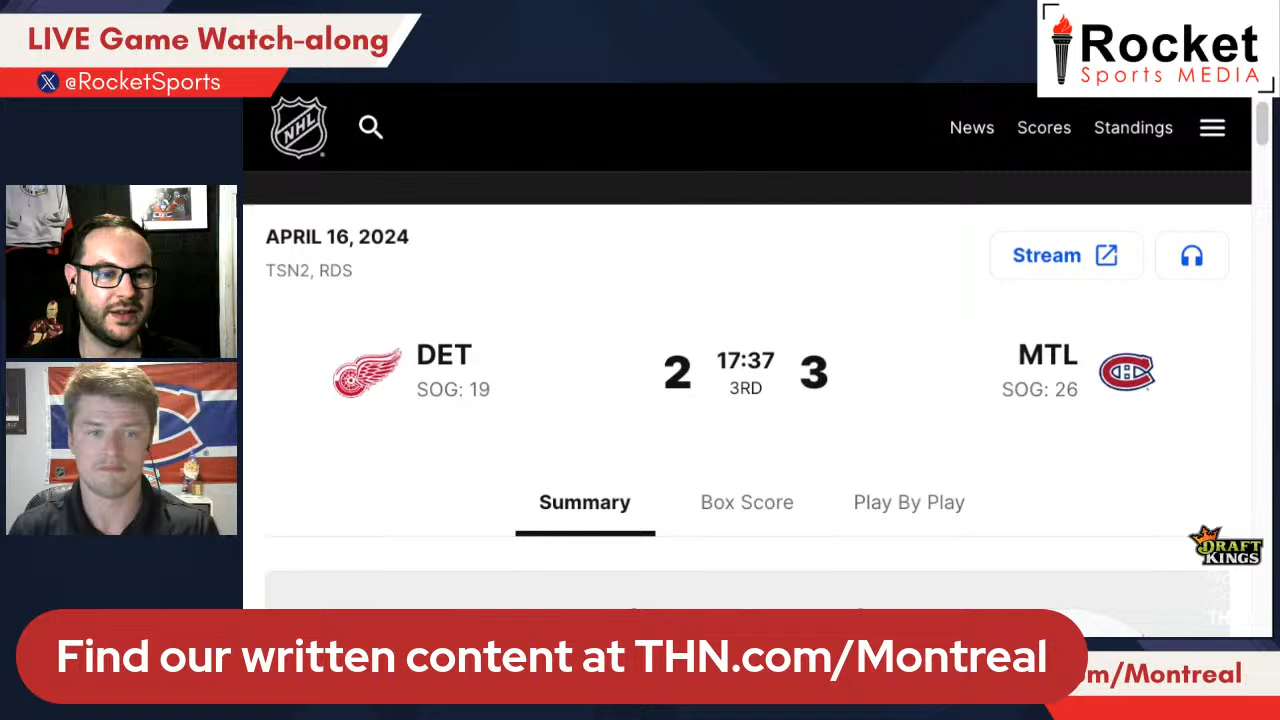 LIVE Game Watch-along
@RocketSports
Rocket
Sports MEDIA
NHL
News Scores Standings
APRIL 16, 2024
TSN2, RDS
Stream
DET
SOG: 19
2
17:37
3RD
3
MTL
SOG: 26
Summary Box Score Play By Play
DRAFT
KINGS
Find our written content at THN.com/Montreal
om/Montreal